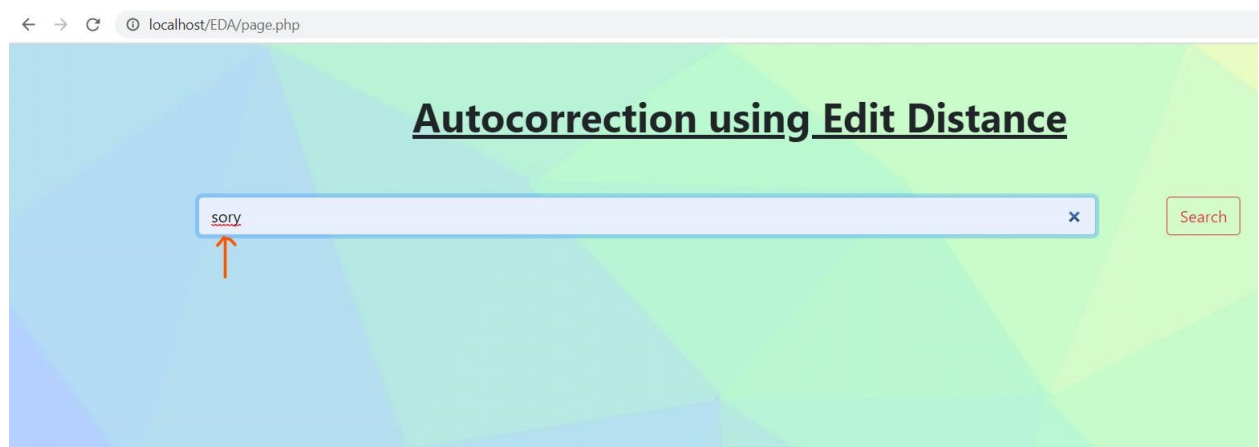 localhost/EDA/page.php
Autocorrection using Edit Distance
sory
Search